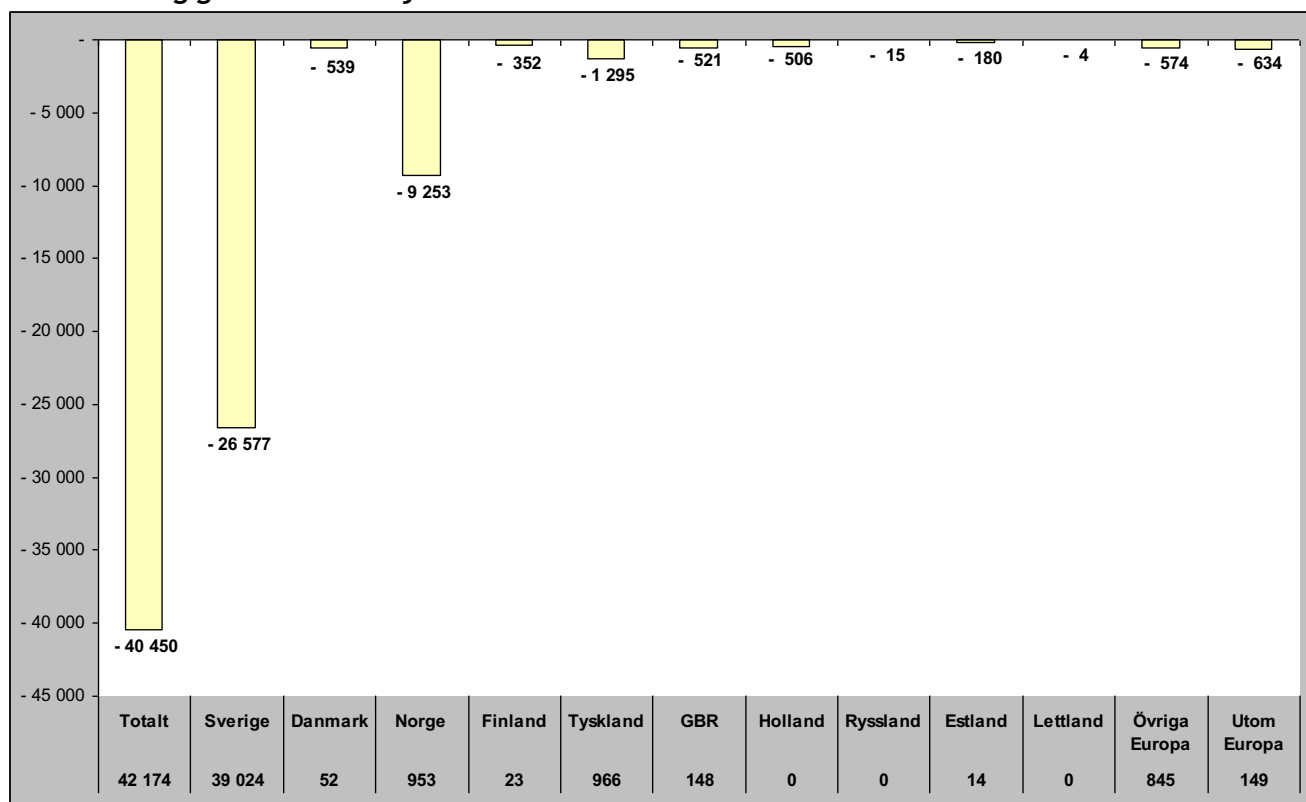 -
- 5 000
- 10 000
- 15 000
- 20 000
- 25 000
- 30 000
- 35 000
- 40 000
- 45 000
- 40 450
- 26 577
- 539
- 9 253
- 352
- 1 295
- 521
- 506
- 15
- 180
- 4
- 574
- 634
Totalt Sverige Danmark Norge Finland Tyskland GBR Holland Ryssland Estland Lettland Övriga Europa Utom Europa
42 174 39 024 52 953 23 966 148 0 0 14 0 845 149